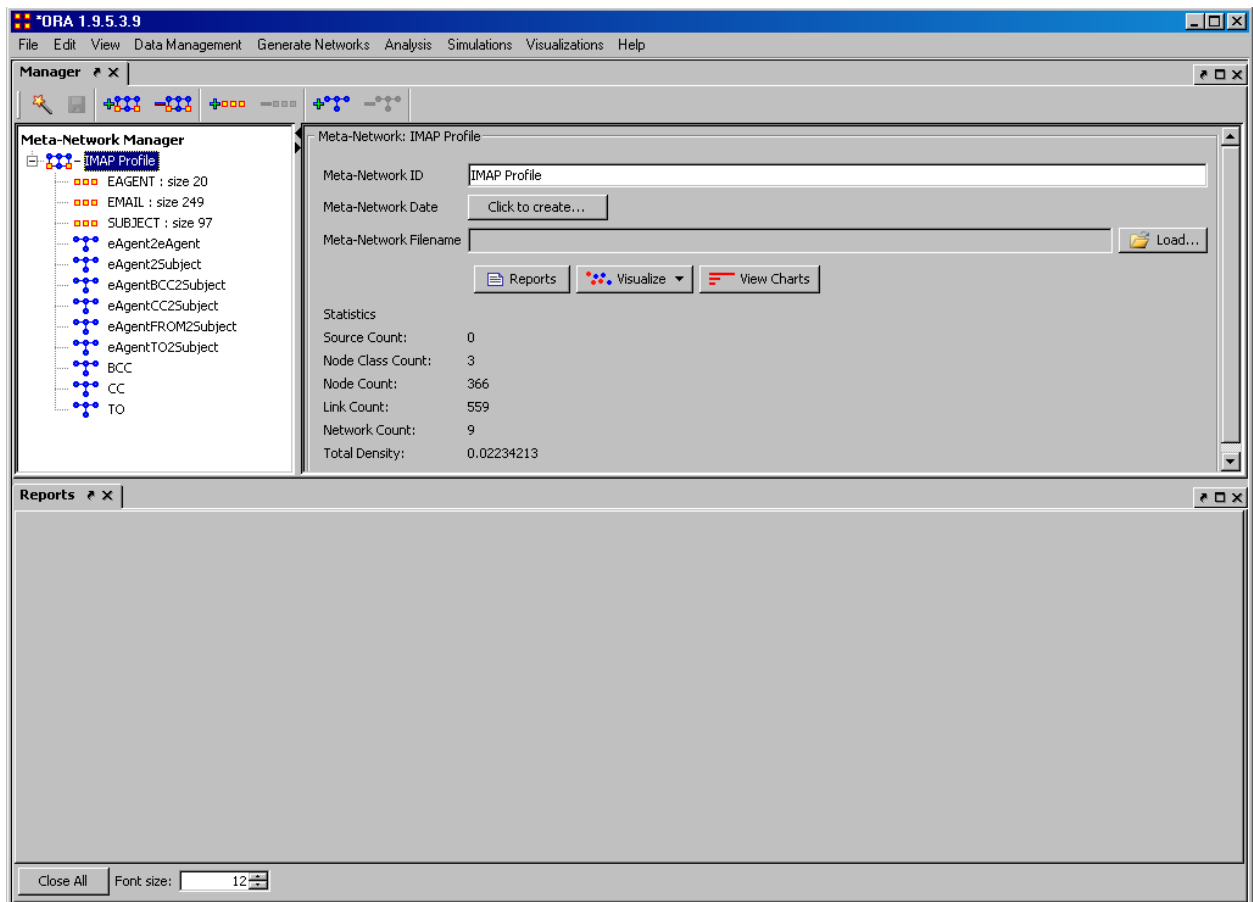 *ORA 1.9.5.3.9
File Edit View Data Management Generate Networks Analysis Simulations Visualizations Help
Manager
Meta-Network Manager
IMAP Profile
EAGENT : size 20
EMAIL : size 249
SUBJECT : size 97
eAgent2eAgent
eAgent2Subject
eAgentBCC2Subject
eAgentCC2Subject
eAgentFROM2Subject
eAgentTO2Subject
BCC
CC
TO
Meta-Network: IMAP Profile
Meta-Network ID IMAP Profile
Meta-Network Date Click to create...
Meta-Network Filename Load...
Reports Visualize View Charts
Statistics
Source Count: 0
Node Class Count: 3
Node Count: 366
Link Count: 559
Network Count: 9
Total Density: 0.02234213
Reports
Close All Font size: 12